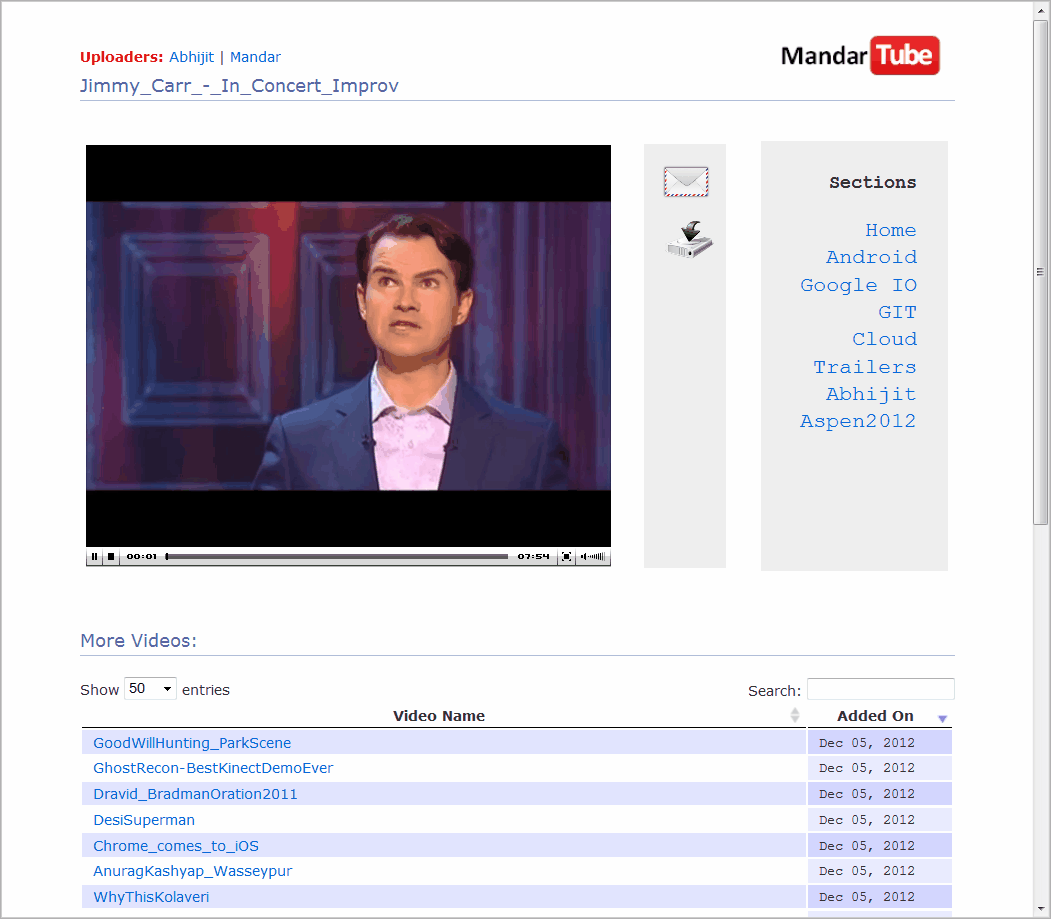 Uploaders: Abhijit | Mandar
MandarTube
Jimmy_Carr_-_In_Concert_Improv
00:01 07:54
Sections
Home
Android
Google IO
GIT
Cloud
Trailers
Abhijit
Aspen2012
More Videos:
Show 50 entries Search:
Video Name Added On
GoodWillHunting_ParkScene Dec 05, 2012
GhostRecon-BestKinectDemoEver Dec 05, 2012
Dravid_BradmanOration2011 Dec 05, 2012
DesiSuperman Dec 05, 2012
Chrome_comes_to_iOS Dec 05, 2012
AnuragKashyap_Wasseypur Dec 05, 2012
WhyThisKolaveri Dec 05, 2012